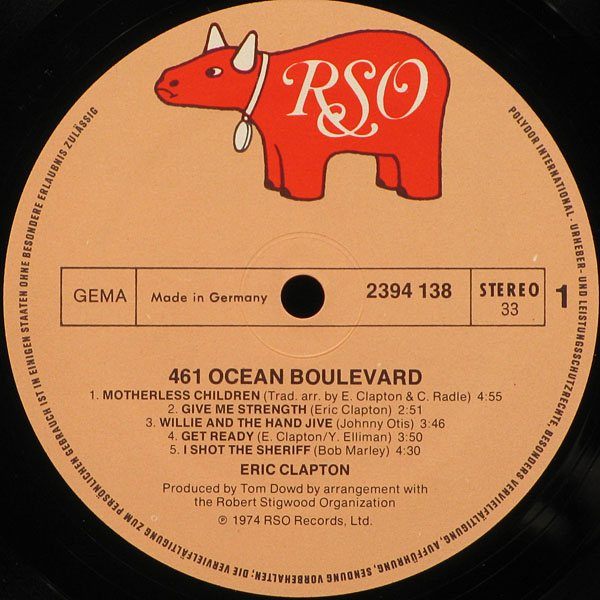 RSO
GEMA
Made in Germany
2394 138
STEREO
33
1
461 OCEAN BOULEVARD
1. MOTHERLESS CHILDREN (Trad. arr. by E. Clapton & C. Radle) 4:55
2. GIVE ME STRENGTH (Eric Clapton) 2:51
3. WILLIE AND THE HAND JIVE (Johnny Otis) 3:46
4. GET READY (E. Clapton/Y. Elliman) 3:50
5. I SHOT THE SHERIFF (Bob Marley) 4:30
ERIC CLAPTON
Produced by Tom Dowd by arrangement with
the Robert Stigwood Organization
℗ 1974 RSO Records, Ltd.
POLYDOR INTERNATIONAL · URHEBER- UND LEISTUNGSSCHUTZRECHTE, BESONDERS VERVIELFÄLTIGUNG, AUFFÜHRUNG, SENDUNG VORBEHALTEN; DIE VERVIELFÄLTIGUNG ZUM PERSÖNLICHEN GEBRAUCH IST IN EINIGEN STAATEN OHNE BESONDERE ERLAUBNIS ZULÄSSIG